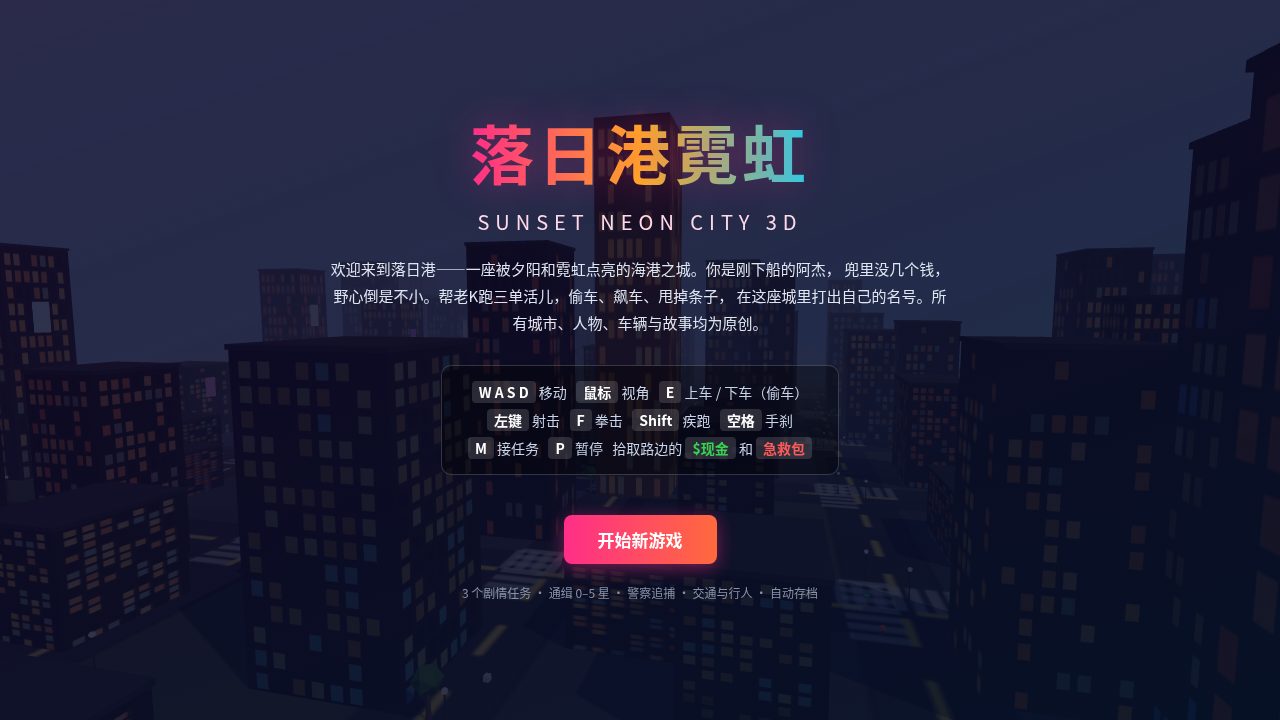 落日港霓虹
SUNSET NEON CITY 3D
欢迎来到落日港——一座被夕阳和霓虹点亮的海港之城。你是刚下船的阿杰， 兜里没几个钱，
野心倒是不小。帮老K跑三单活儿，偷车、飙车、甩掉条子， 在这座城里打出自己的名号。所
有城市、人物、车辆与故事均为原创。
W A S D 移动 鼠标 视角 E 上车 / 下车（偷车）
左键 射击 F 拳击 Shift 疾跑 空格 手刹
M 接任务 P 暂停 拾取路边的 $现金 和 急救包
开始新游戏
3 个剧情任务 · 通缉 0–5 星 · 警察追捕 · 交通与行人 · 自动存档